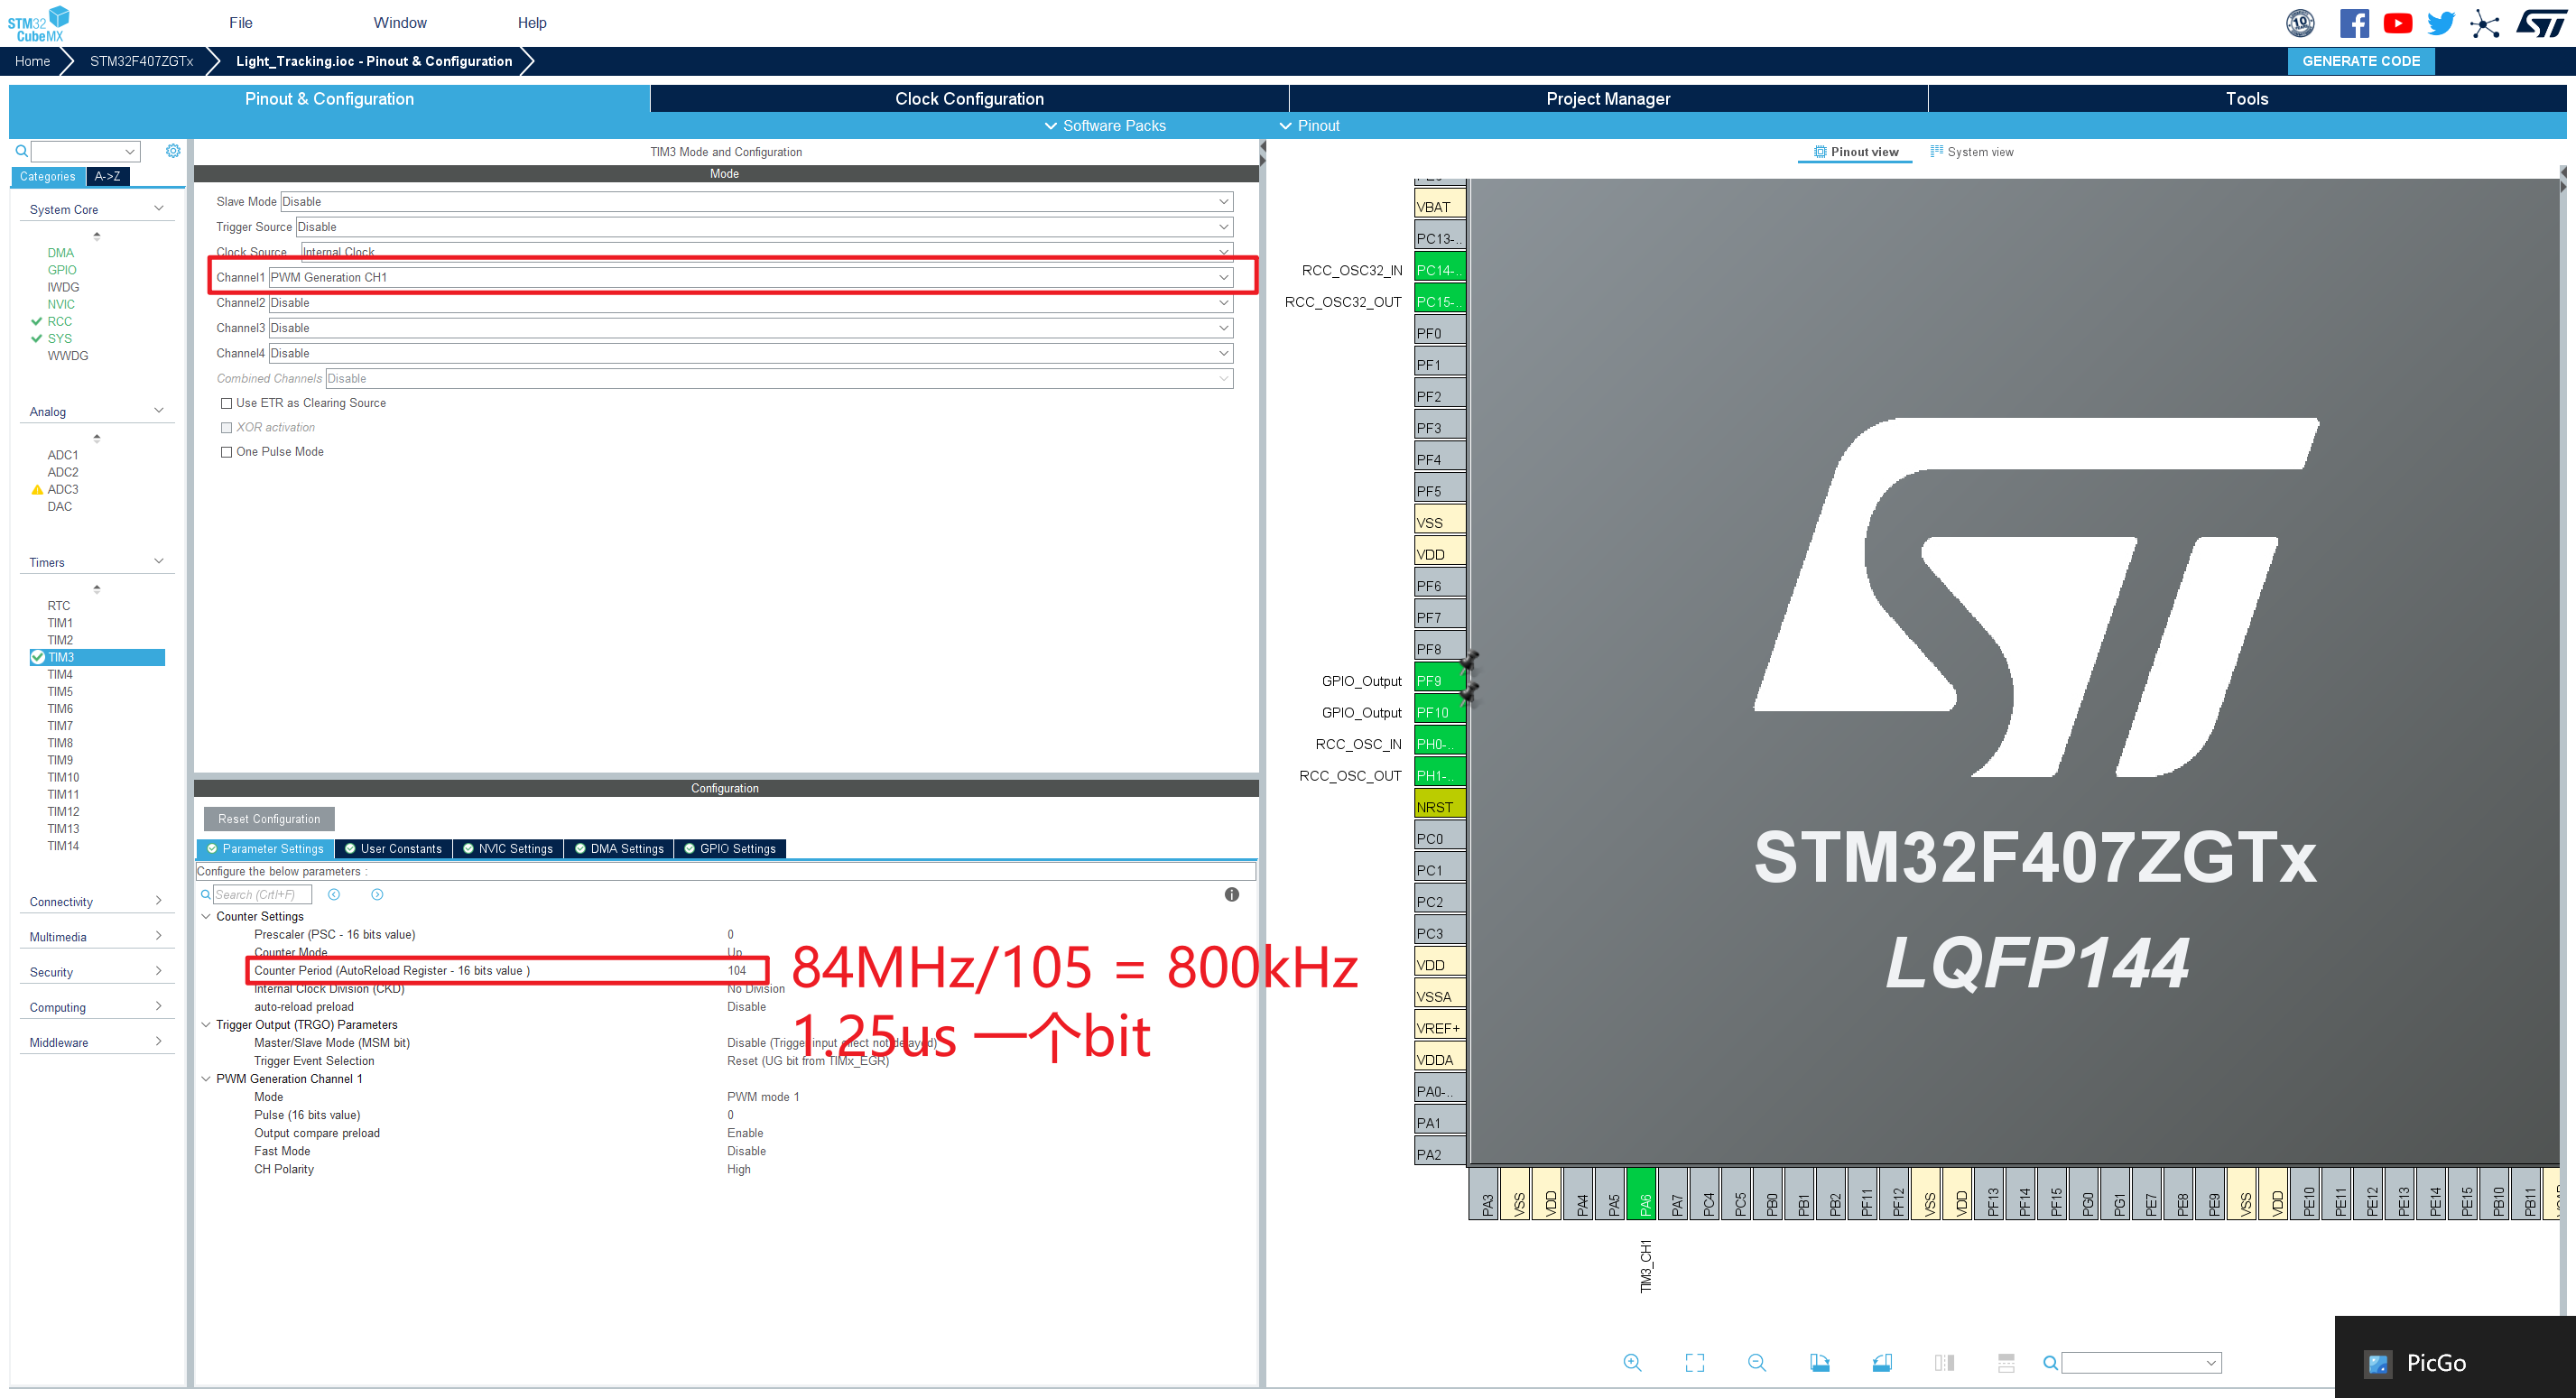 STM32
CubeMX
File
Window
Help
10
Home
STM32F407ZGTx
Light_Tracking.ioc - Pinout & Configuration
GENERATE CODE
Pinout & Configuration
Clock Configuration
Project Manager
Tools
Software Packs
Pinout
Categories
A->Z
System Core
DMA
GPIO
IWDG
NVIC
RCC
SYS
WWDG
Analog
ADC1
ADC2
ADC3
DAC
Timers
RTC
TIM1
TIM2
TIM3
TIM4
TIM5
TIM6
TIM7
TIM8
TIM9
TIM10
TIM11
TIM12
TIM13
TIM14
Connectivity
Multimedia
Security
Computing
Middleware
TIM3 Mode and Configuration
Mode
Slave Mode Disable
Trigger Source Disable
Clock Source Internal Clock
Channel1 PWM Generation CH1
Channel2 Disable
Channel3 Disable
Channel4 Disable
Combined Channels Disable
Use ETR as Clearing Source
XOR activation
One Pulse Mode
Configuration
Reset Configuration
Parameter Settings
User Constants
NVIC Settings
DMA Settings
GPIO Settings
Configure the below parameters :
Search (Crtl+F)
Counter Settings
Prescaler (PSC - 16 bits value) 0
Counter Mode Up
Counter Period (AutoReload Register - 16 bits value ) 104
Internal Clock Division (CKD) No Division
auto-reload preload Disable
Trigger Output (TRGO) Parameters
Master/Slave Mode (MSM bit) Disable (Trigger input effect not delayed)
Trigger Event Selection Reset (UG bit from TIMx_EGR)
PWM Generation Channel 1
Mode PWM mode 1
Pulse (16 bits value) 0
Output compare preload Enable
Fast Mode Disable
CH Polarity High
84MHz/105 = 800kHz
1.25us 一个bit
Pinout view
System view
VBAT
PC13-..
RCC_OSC32_IN PC14-..
RCC_OSC32_OUT PC15-..
PF0
PF1
PF2
PF3
PF4
PF5
VSS
VDD
PF6
PF7
PF8
GPIO_Output PF9
GPIO_Output PF10
RCC_OSC_IN PH0-..
RCC_OSC_OUT PH1-..
NRST
PC0
PC1
PC2
PC3
VDD
VSSA
VREF+
VDDA
PA0-..
PA1
PA2
ST
STM32F407ZGTx
LQFP144
PA3
VSS
VDD
PA4
PA5
PA6
PA7
PC4
PC5
PB0
PB1
PB2
PF11
PF12
VSS
VDD
PF13
PF14
PF15
PG0
PG1
PE7
PE8
PE9
VSS
VDD
PE10
PE11
PE12
PE13
PE14
PE15
PB10
PB11
TIM3_CH1
PicGo